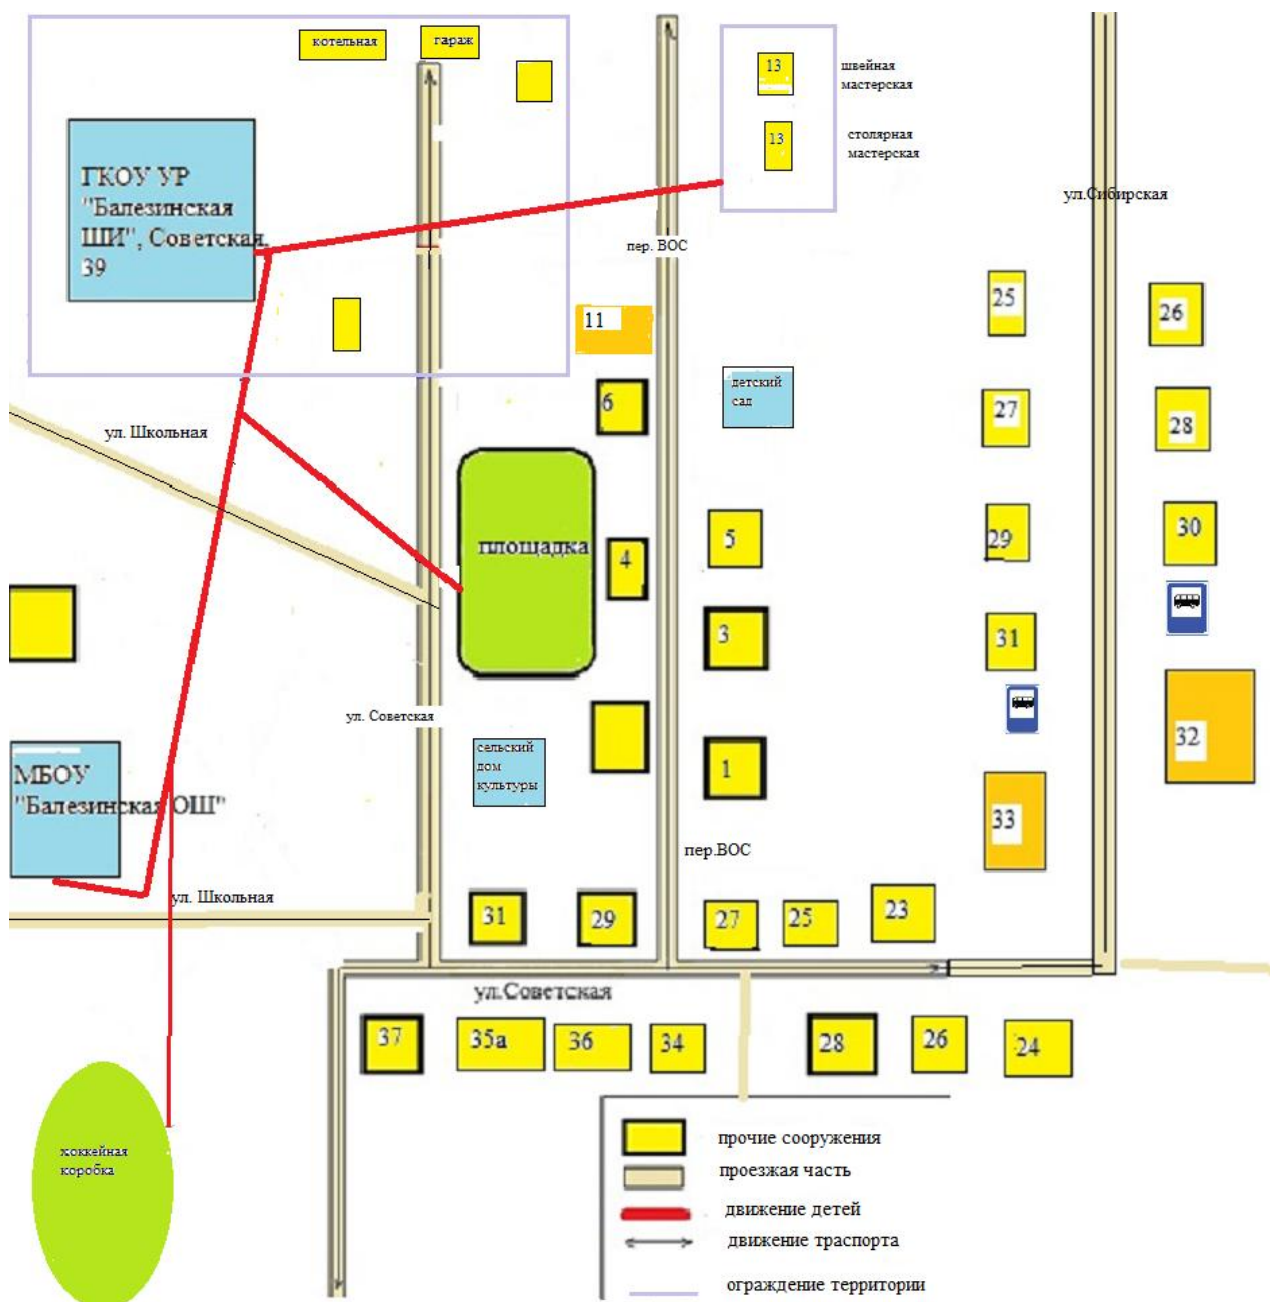 котельная
гараж
13
швейная
мастерская
13
столярная
мастерская
ГКОУ УР
"Балезинская
ШИ", Советская,
39
ул.Сибирская
пер. ВОС
25
26
11
детский
сад
6
27
28
ул. Школьная
площадка
4
5
29
30
3
31
ул. Советская
сельский
дом
культуры
1
32
МБОУ
"Балезинская ОШ"
33
пер.ВОС
ул. Школьная
31
29
27
25
23
ул.Советская
37
35а
36
34
28
26
24
хоккейная
коробка
прочие сооружения
проезжая часть
движение детей
движение траспорта
ограждение территории